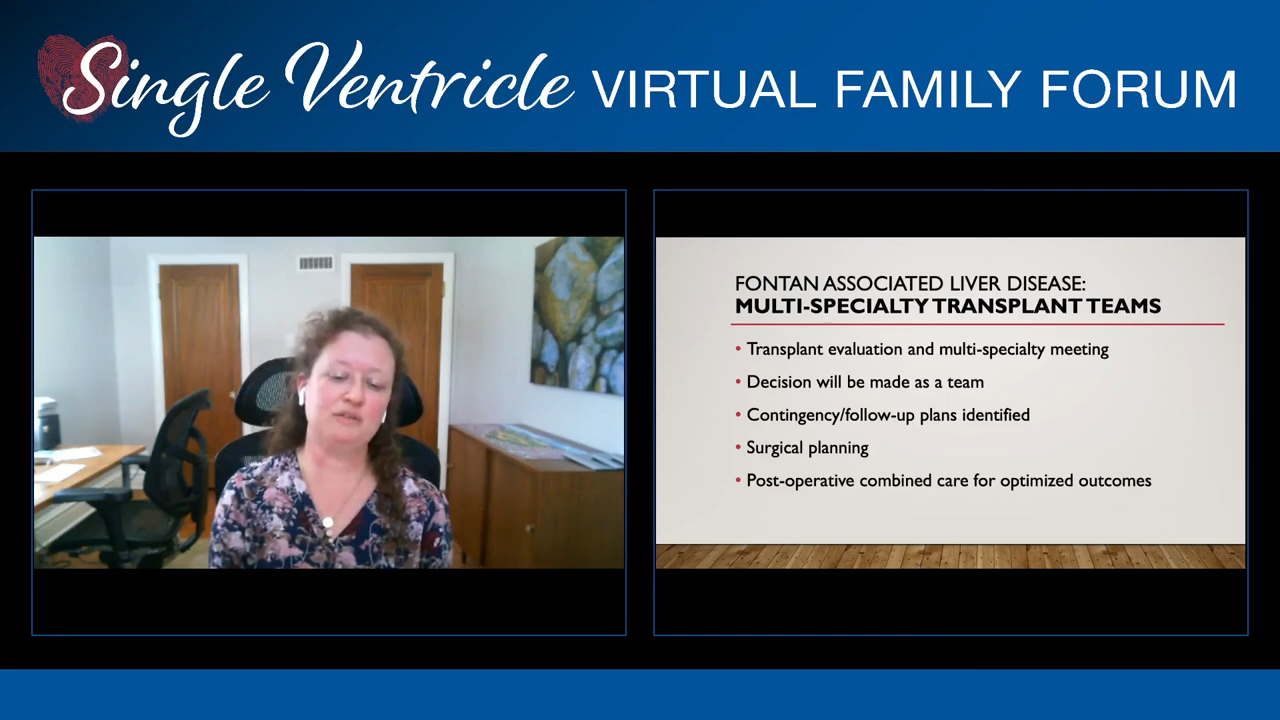 Single Ventricle VIRTUAL FAMILY FORUM
FONTAN ASSOCIATED LIVER DISEASE:
MULTI-SPECIALTY TRANSPLANT TEAMS
• Transplant evaluation and multi-specialty meeting
• Decision will be made as a team
• Contingency/follow-up plans identified
• Surgical planning
• Post-operative combined care for optimized outcomes